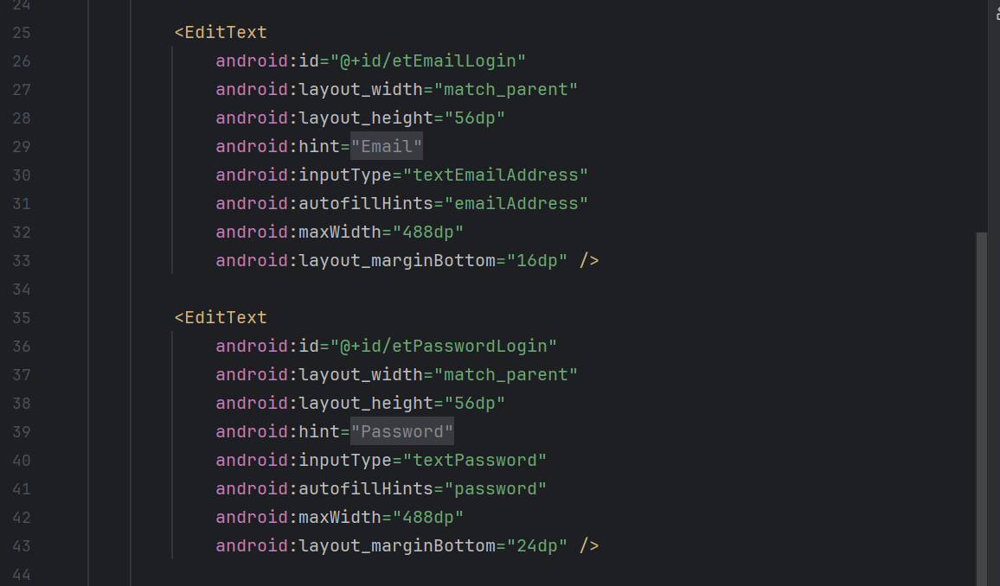 24
25 <EditText
26 android:id="@+id/etEmailLogin"
27 android:layout_width="match_parent"
28 android:layout_height="56dp"
29 android:hint="Email"
30 android:inputType="textEmailAddress"
31 android:autofillHints="emailAddress"
32 android:maxWidth="488dp"
33 android:layout_marginBottom="16dp" />
34
35 <EditText
36 android:id="@+id/etPasswordLogin"
37 android:layout_width="match_parent"
38 android:layout_height="56dp"
39 android:hint="Password"
40 android:inputType="textPassword"
41 android:autofillHints="password"
42 android:maxWidth="488dp"
43 android:layout_marginBottom="24dp" />
44